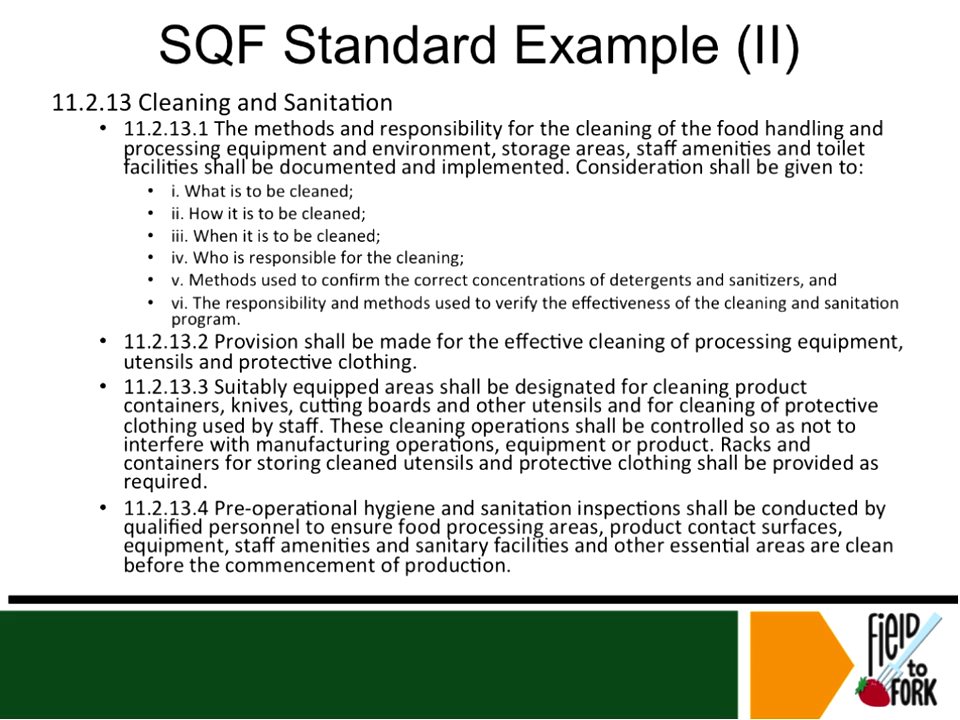 SQF Standard Example (II)
11.2.13 Cleaning and Sanitation
• 11.2.13.1 The methods and responsibility for the cleaning of the food handling and
processing equipment and environment, storage areas, staff amenities and toilet
facilities shall be documented and implemented. Consideration shall be given to:
• i. What is to be cleaned;
• ii. How it is to be cleaned;
• iii. When it is to be cleaned;
• iv. Who is responsible for the cleaning;
• v. Methods used to confirm the correct concentrations of detergents and sanitizers, and
• vi. The responsibility and methods used to verify the effectiveness of the cleaning and sanitation
program.
• 11.2.13.2 Provision shall be made for the effective cleaning of processing equipment,
utensils and protective clothing.
• 11.2.13.3 Suitably equipped areas shall be designated for cleaning product
containers, knives, cutting boards and other utensils and for cleaning of protective
clothing used by staff. These cleaning operations shall be controlled so as not to
interfere with manufacturing operations, equipment or product. Racks and
containers for storing cleaned utensils and protective clothing shall be provided as
required.
• 11.2.13.4 Pre-operational hygiene and sanitation inspections shall be conducted by
qualified personnel to ensure food processing areas, product contact surfaces,
equipment, staff amenities and sanitary facilities and other essential areas are clean
before the commencement of production.
FIELD
to
FORK